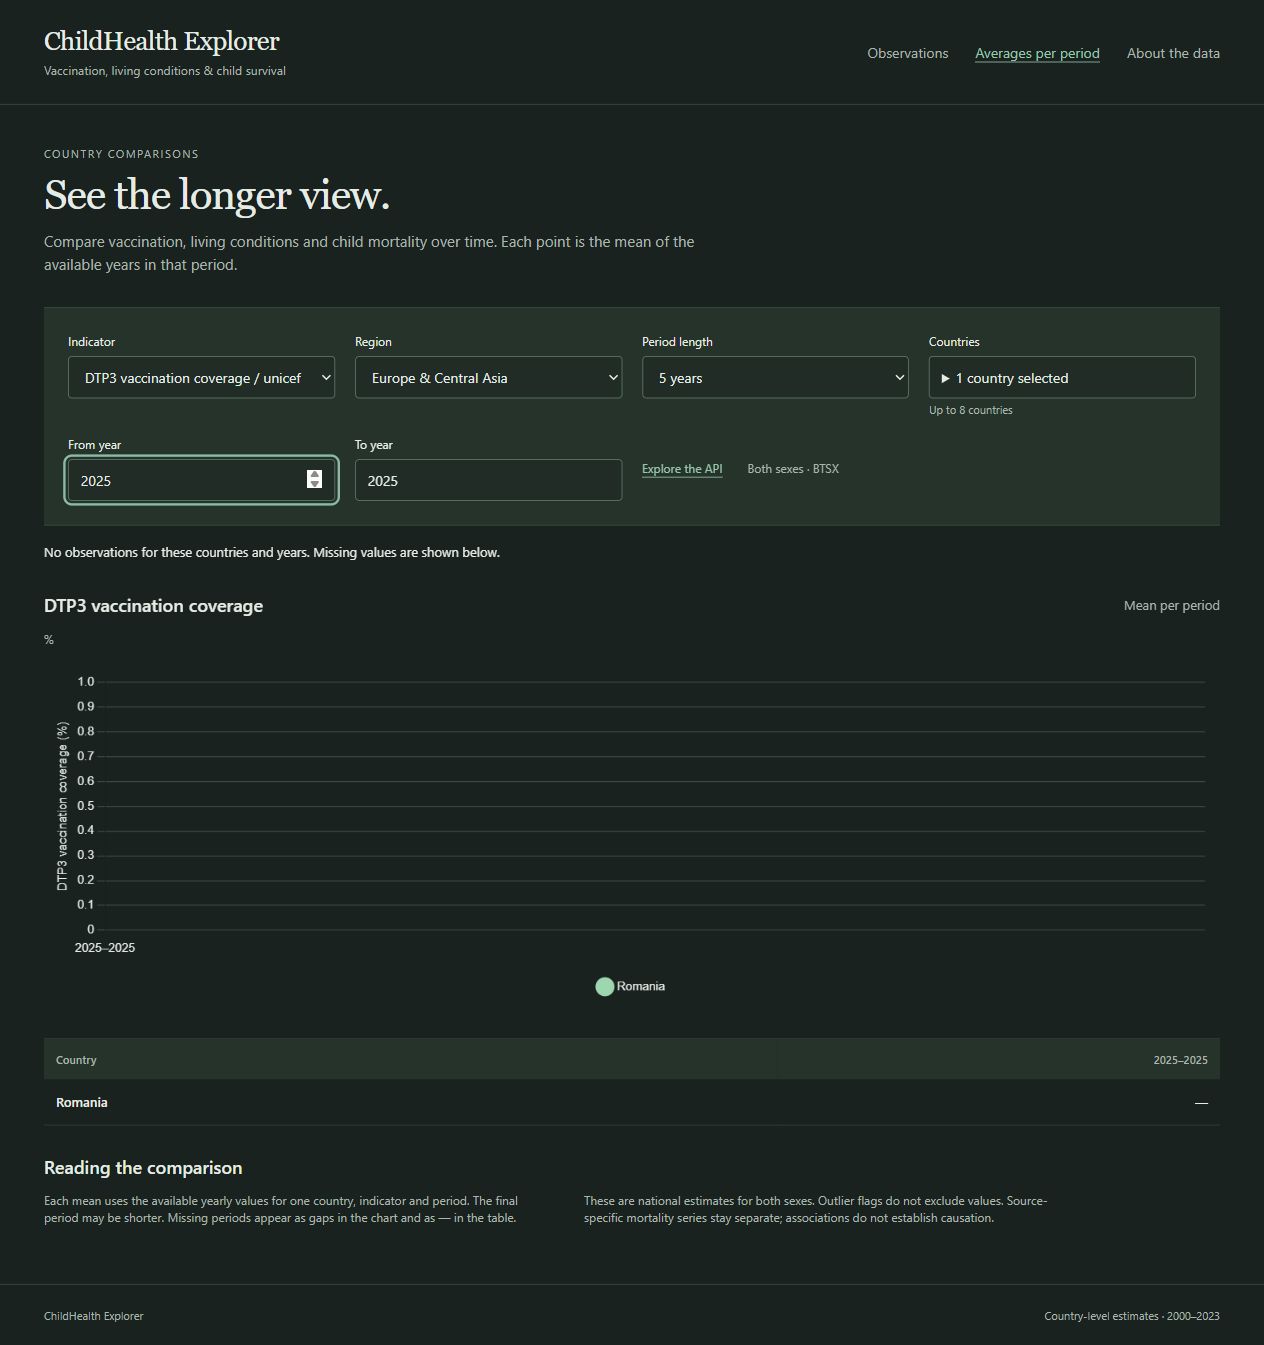 ChildHealth Explorer
Vaccination, living conditions & child survival
Observations
Averages per period
About the data
COUNTRY COMPARISONS
See the longer view.
Compare vaccination, living conditions and child mortality over time. Each point is the mean of the
available years in that period.
Indicator
Region
Period length
Countries
DTP3 vaccination coverage / unicef
Europe & Central Asia
5 years
▶ 1 country selected
Up to 8 countries
From year
To year
2025
2025
Explore the API
Both sexes · BTSX
No observations for these countries and years. Missing values are shown below.
DTP3 vaccination coverage
Mean per period
%
DTP3 vaccination coverage (%)
1.0
0.9
0.8
0.7
0.6
0.5
0.4
0.3
0.2
0.1
0
2025–2025
Romania
Country
2025–2025
Romania
—
Reading the comparison
Each mean uses the available yearly values for one country, indicator and period. The final
period may be shorter. Missing periods appear as gaps in the chart and as — in the table.
These are national estimates for both sexes. Outlier flags do not exclude values. Source-
specific mortality series stay separate; associations do not establish causation.
ChildHealth Explorer
Country-level estimates · 2000–2023